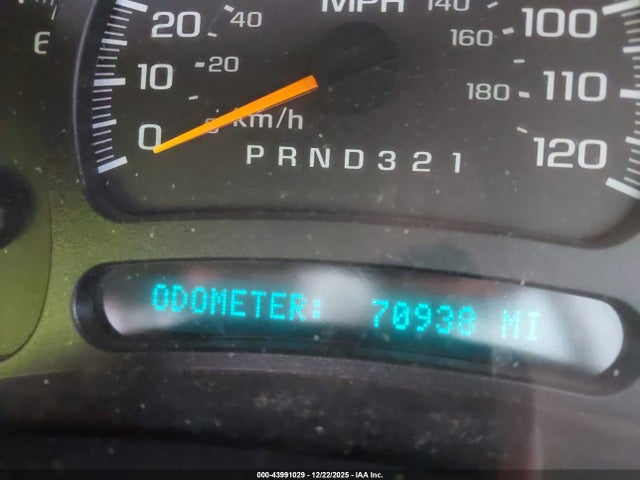 MPH
20 40 140 100
E 160
10 20 180 110
0 km/h 120
PRND321
ODOMETER: 70938 MI
000-43991029 - 12/22/2025 - IAA Inc.